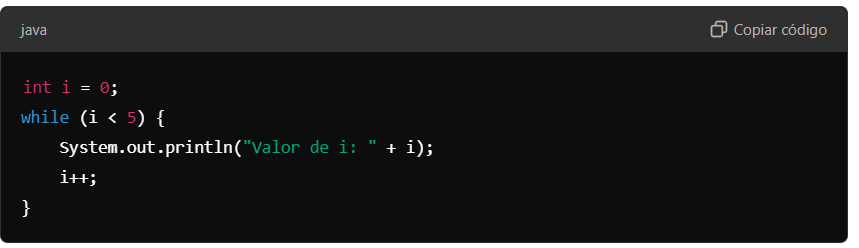 java
Copiar código
int i = 0;
while (i < 5) {
    System.out.println("Valor de i: " + i);
    i++;
}